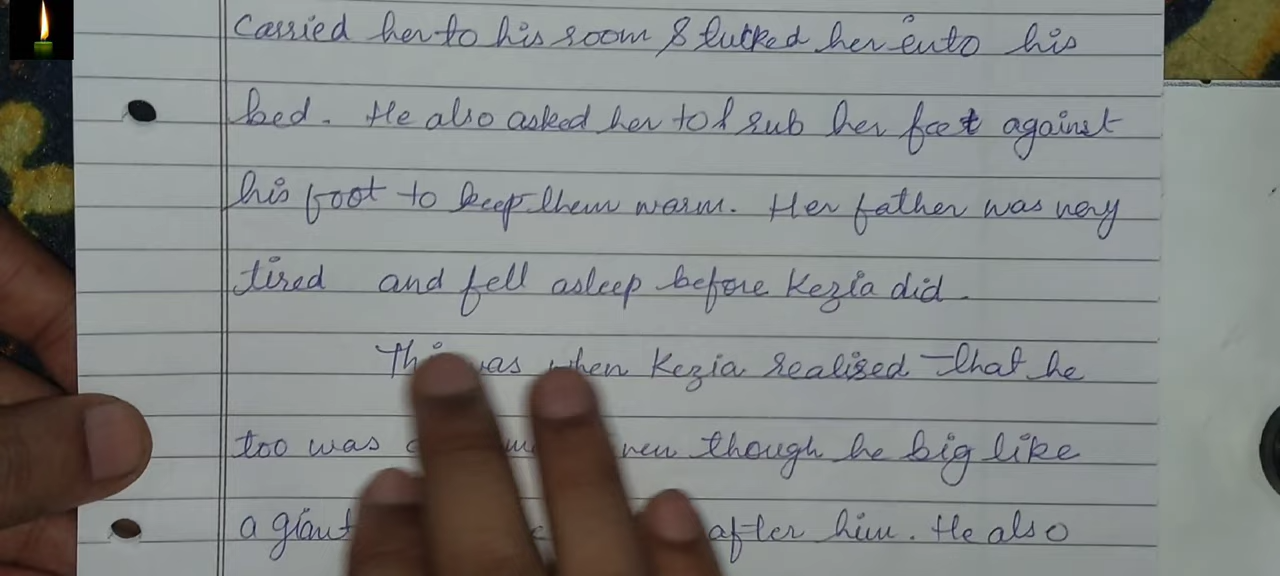 Carried her to his room & tucked her into his
bed. He also asked her to rub her feet against
his foot to keep them warm. Her father was very
tired and fell asleep before Kezia did.
was when Kezia realised that he
too was though he big like
a giant after him. He also